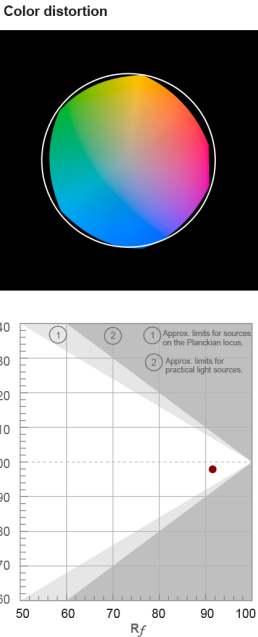 Color distortion
40
1
2
1 Approx. limits for sources
on the Planckian locus.
2 Approx. limits for
practical light sources.
30
20
10
00
90
80
70
60
50 60 70 80 90 100
Rf